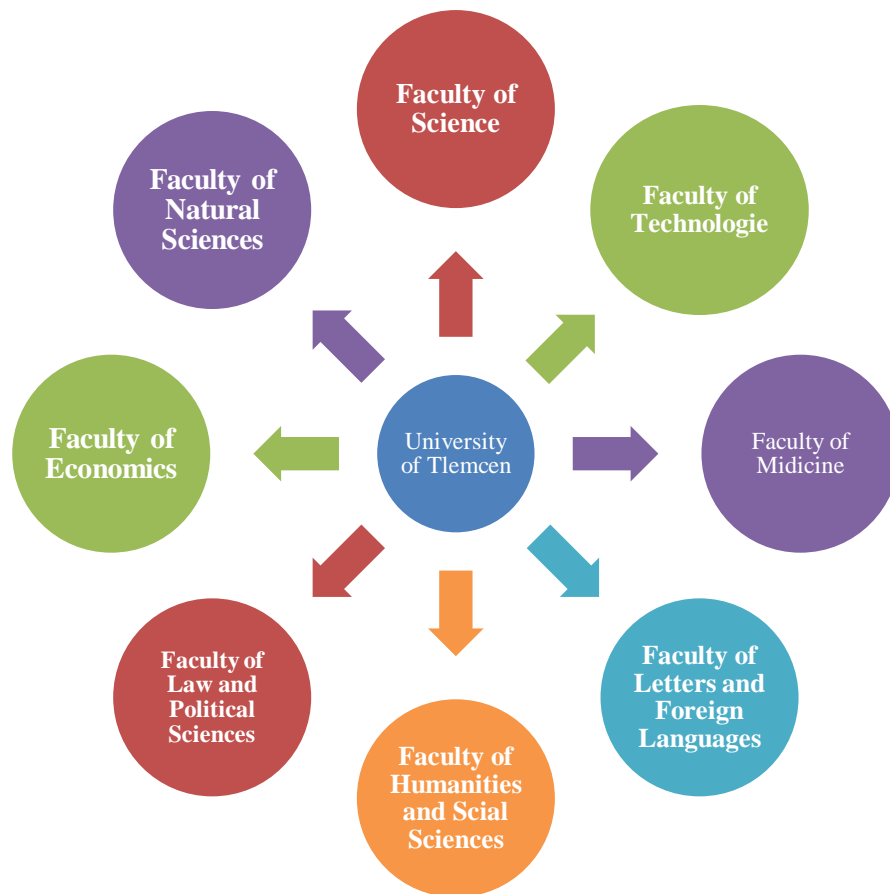 Faculty of
Science
Faculty of
Technologie
Faculty of
Midicine
Faculty of
Letters and
Foreign
Languages
Faculty of
Humanities
and Scial
Sciences
Faculty of
Law and
Political
Sciences
Faculty of
Economics
Faculty of
Natural
Sciences
University
of Tlemcen